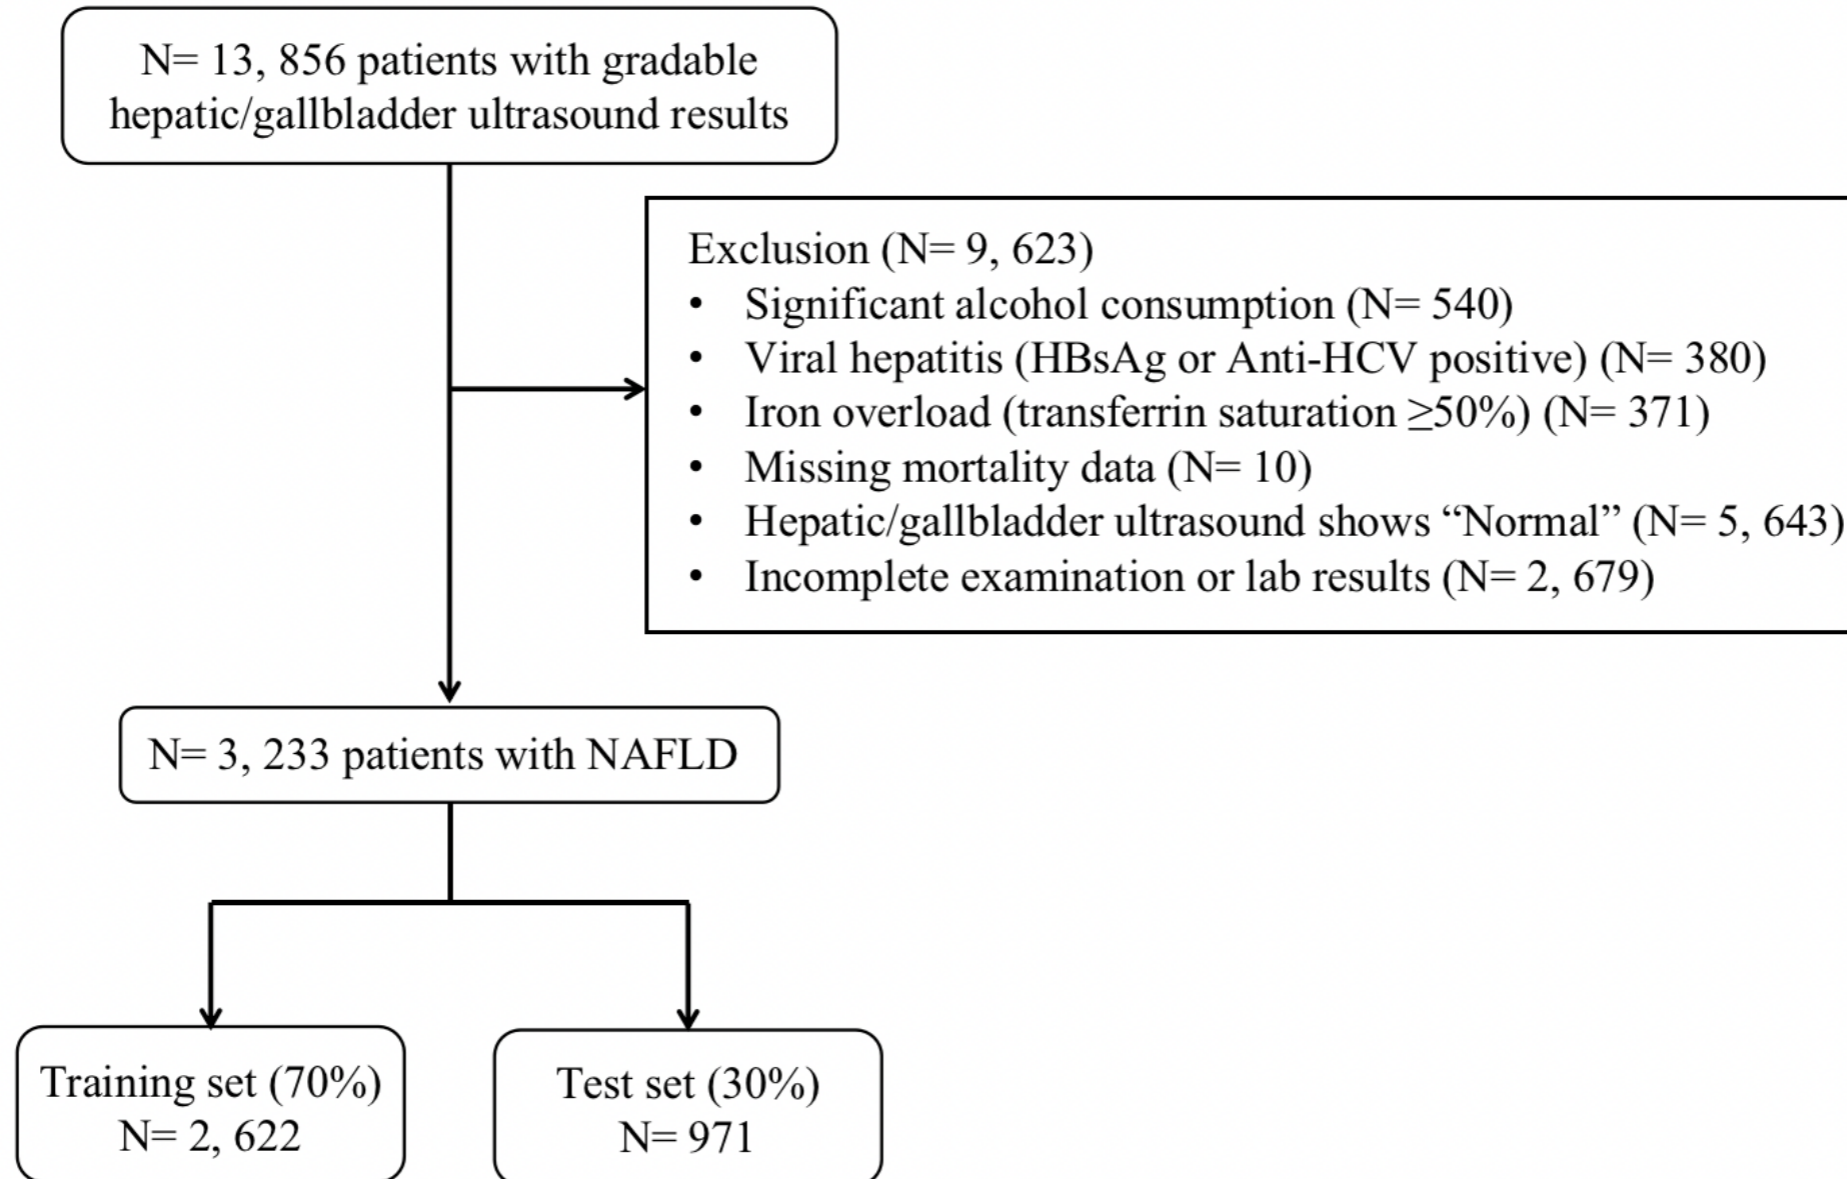 N= 13, 856 patients with gradable
hepatic/gallbladder ultrasound results
Exclusion (N= 9, 623)
• Significant alcohol consumption (N= 540)
• Viral hepatitis (HBsAg or Anti-HCV positive) (N= 380)
• Iron overload (transferrin saturation ≥50%) (N= 371)
• Missing mortality data (N= 10)
• Hepatic/gallbladder ultrasound shows “Normal” (N= 5, 643)
• Incomplete examination or lab results (N= 2, 679)
N= 3, 233 patients with NAFLD
Training set (70%)
N= 2, 622
Test set (30%)
N= 971